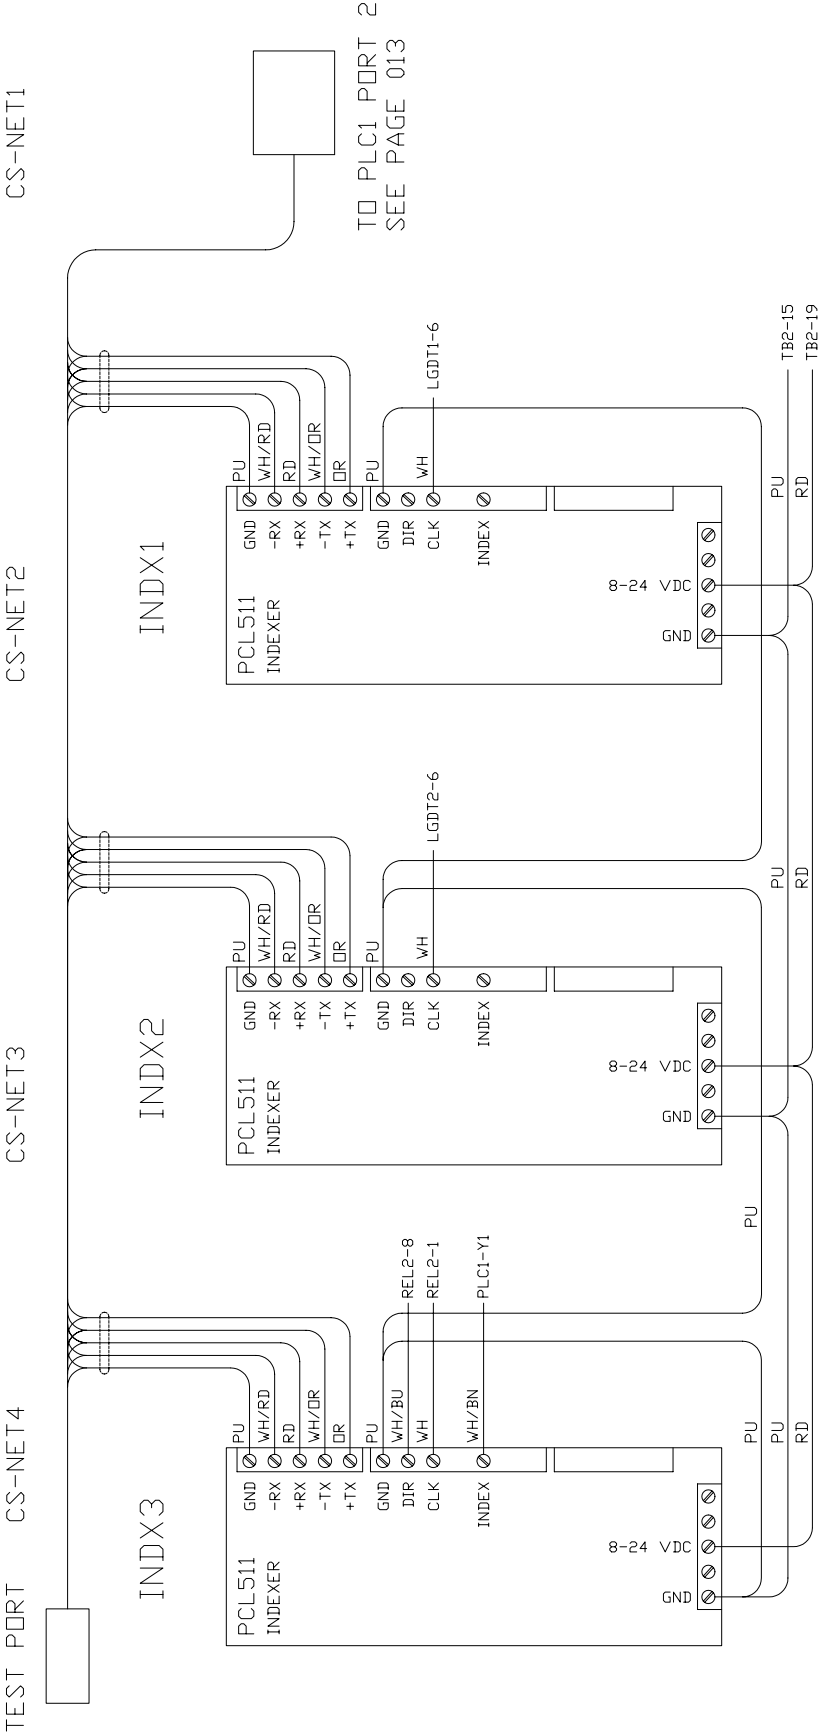 TEST PORT
CS-NET4
CS-NET3
CS-NET2
CS-NET1
TO PLC1 PORT 2
SEE PAGE 013
INDX3
PCL511
INDEXER
PU
WH/RD
RD
WH/OR
OR
PU
WH/BU
WH
WH/BN
GND
-RX
+RX
-TX
+TX
GND
DIR
CLK
INDEX
REL2-8
REL2-1
PLC1-Y1
8-24 VDC
GND
PU
PU
RD
PU
INDX2
PCL511
INDEXER
PU
WH/RD
RD
WH/OR
OR
PU
WH
GND
-RX
+RX
-TX
+TX
GND
DIR
CLK
INDEX
LGDT2-6
8-24 VDC
GND
PU
RD
INDX1
PCL511
INDEXER
PU
WH/RD
RD
WH/OR
OR
PU
WH
GND
-RX
+RX
-TX
+TX
GND
DIR
CLK
INDEX
LGDT1-6
8-24 VDC
GND
PU
RD
TB2-15
TB2-19